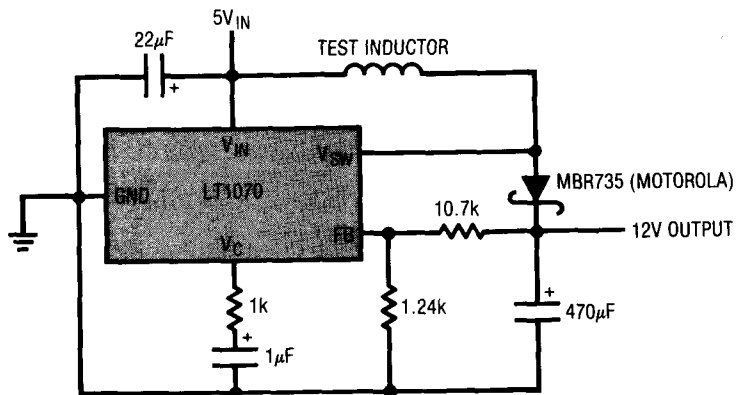 5VIN
22µF
+
TEST INDUCTOR
VIN
VSW
GND
LT1070
MBR735 (MOTOROLA)
10.7k
FB
12V OUTPUT
VC
1k
1.24k
+
470µF
+
1µF